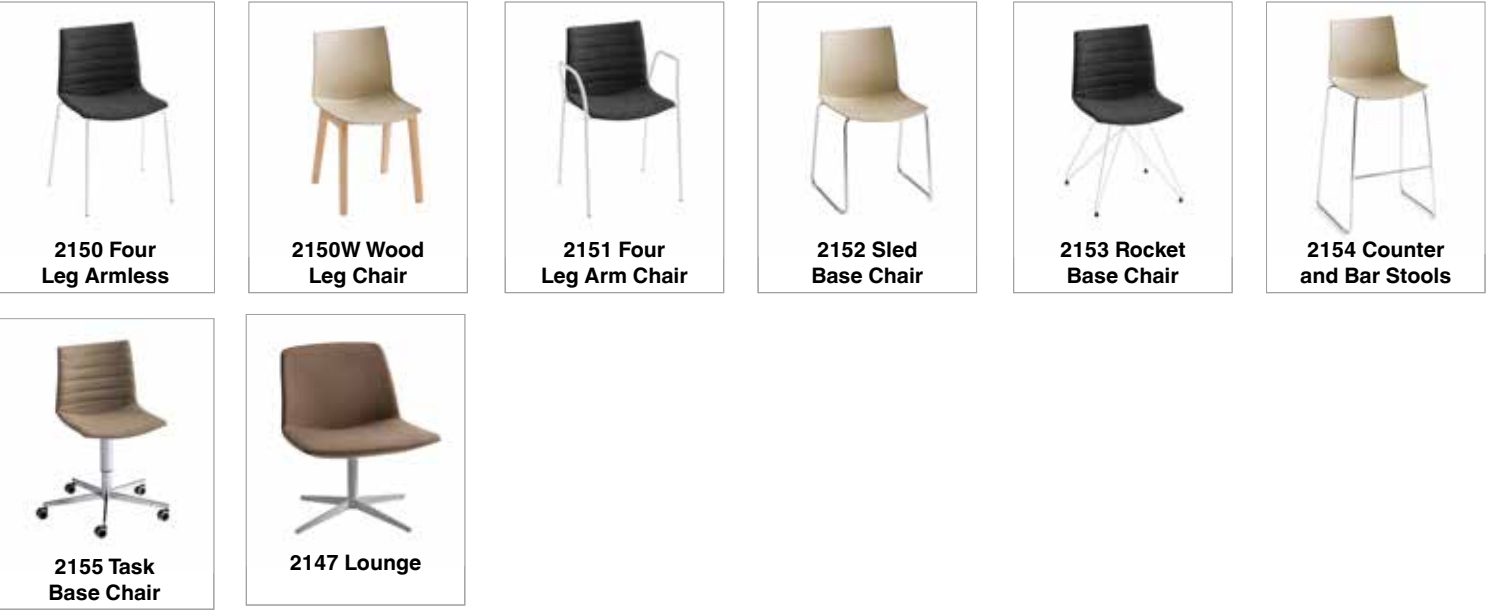 2150 Four
Leg Armless
2150W Wood
Leg Chair
2151 Four
Leg Arm Chair
2152 Sled
Base Chair
2153 Rocket
Base Chair
2154 Counter
and Bar Stools
2155 Task
Base Chair
2147 Lounge